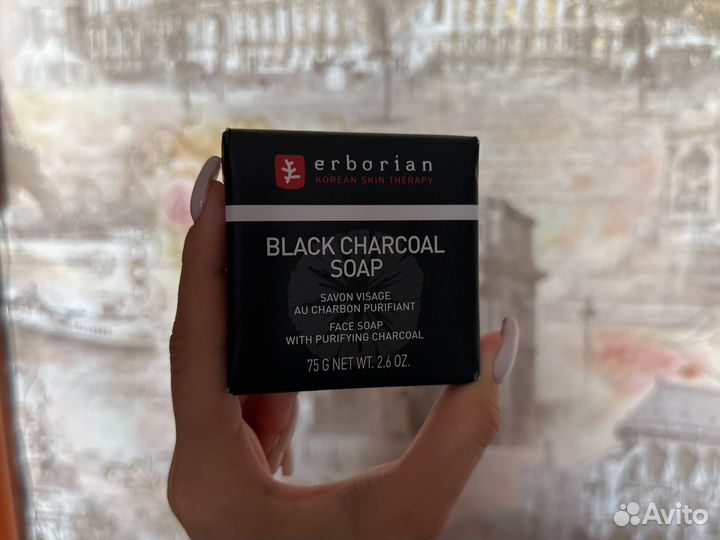 erborian
KOREAN SKIN THERAPY
BLACK CHARCOAL
SOAP
SAVON VISAGE
AU CHARBON PURIFIANT
FACE SOAP
WITH PURIFYING CHARCOAL
75 G NET WT. 2.6 OZ.
Avito